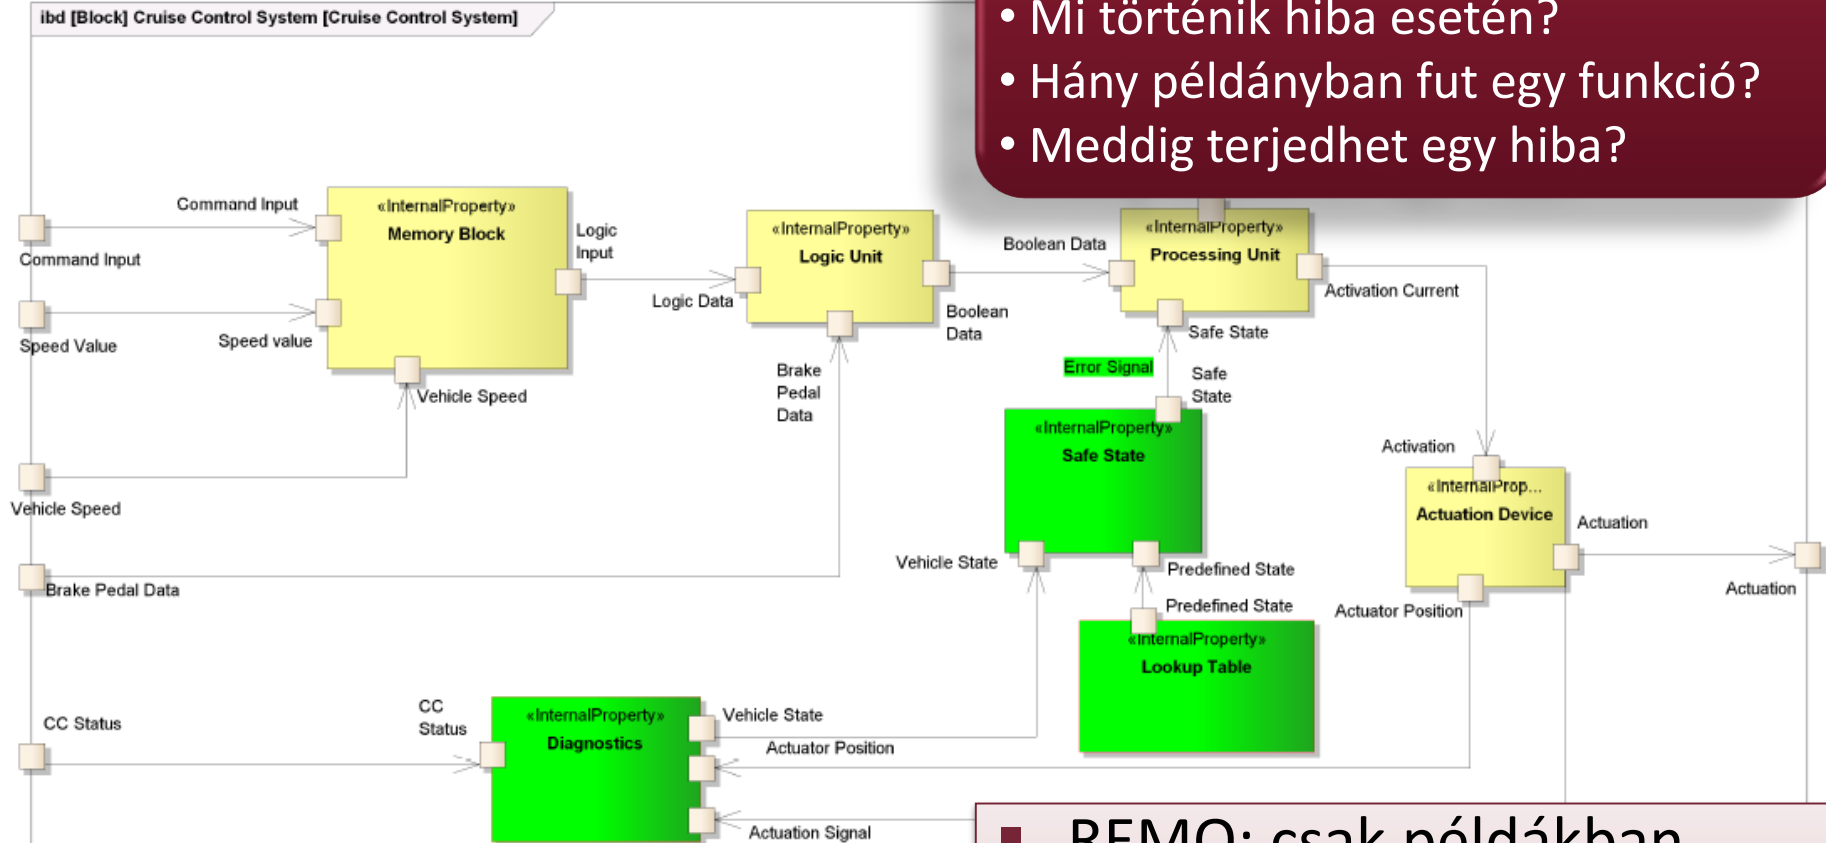 ibd [Block] Cruise Control System [Cruise Control System]
• Mi történik hiba esetén?
• Hány példányban fut egy funkció?
• Meddig terjedhet egy hiba?
Command Input
Command Input
Speed Value
Speed value
«InternalProperty»
Memory Block
Vehicle Speed
Vehicle Speed
Logic
Input
Logic Data
«InternalProperty»
Logic Unit
Brake
Pedal
Data
Brake Pedal Data
Boolean
Data
Boolean Data
«InternalProperty»
Processing Unit
Activation Current
Safe State
Error Signal
Safe
State
«InternalProperty»
Safe State
Vehicle State
Predefined State
Predefined State
«InternalProperty»
Lookup Table
Activation
«InternalProp...
Actuation Device
Actuation
Actuation
Actuator Position
CC Status
CC
Status
«InternalProperty»
Diagnostics
Vehicle State
Actuator Position
Actuation Signal
▪ REMO: csak példákban